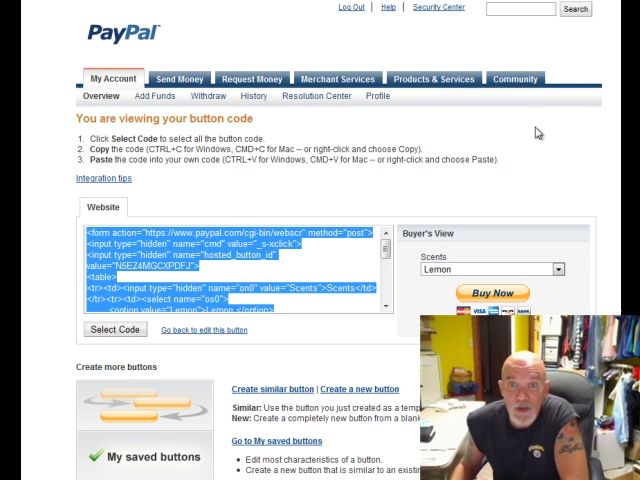 Log Out | Help | Security Center Search
PayPal
My Account Send Money Request Money Merchant Services Products & Services Community
Overview Add Funds Withdraw History Resolution Center Profile
You are viewing your button code
1. Click Select Code to select all the button code.
2. Copy the code (CTRL+C for Windows, CMD+C for Mac -- or right-click and choose Copy).
3. Paste the code into your own code (CTRL+V for Windows, CMD+V for Mac -- or right-click and choose Paste).
Integration tips
Website
<form action="https://www.paypal.com/cgi-bin/webscr" method="post">
<input type="hidden" name="cmd" value="_s-xclick">
<input type="hidden" name="hosted_button_id"
value="N5EZ4MGCXPDFJ">
<table>
<tr><td><input type="hidden" name="on0" value="Scents">Scents</td>
</tr><tr><td><select name="os0">
<option value="Lemon">Lemon </option>
Buyer's View
Scents
Lemon
Buy Now
VISA
Select Code Go back to edit this button
Create more buttons
Create similar button | Create a new button
Similar: Use the button you just created as a
New: Create a completely new button from a
Go to My saved buttons
My saved buttons
• Edit most characteristics of a button.
• Create a new button that is similar to an